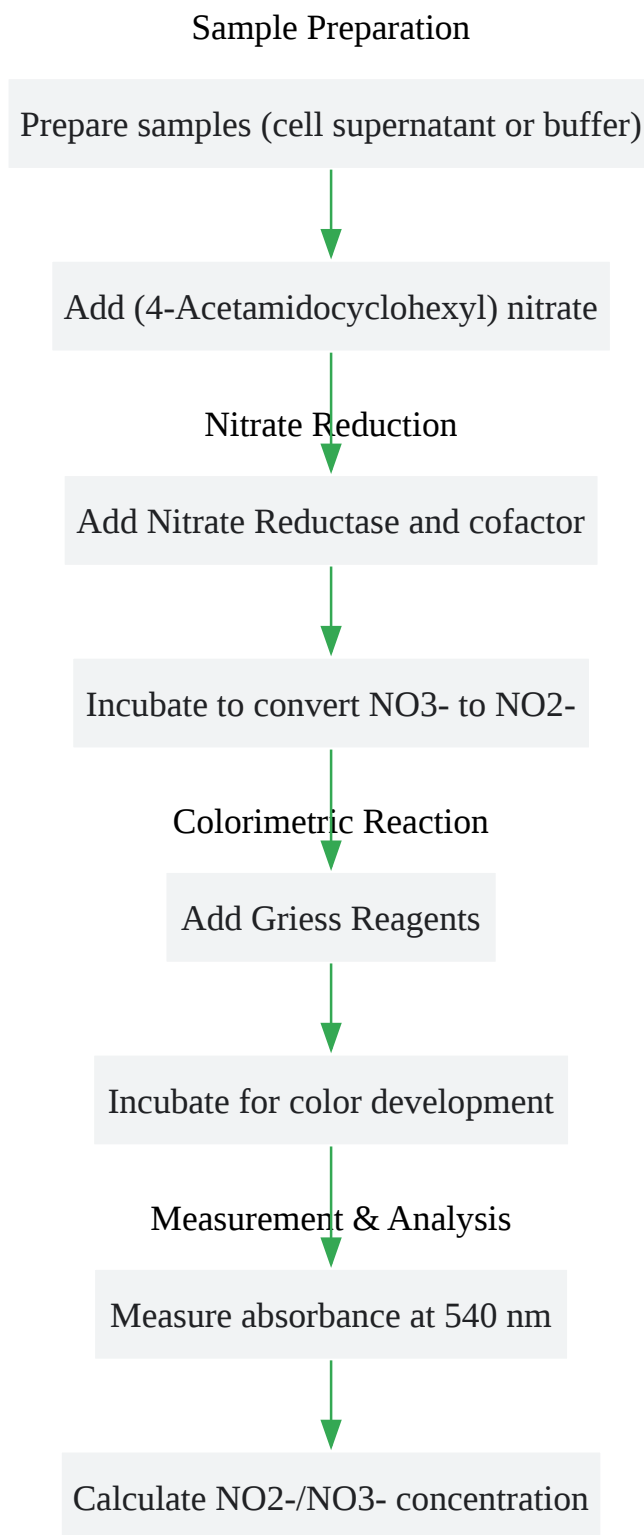 Sample Preparation
Prepare samples (cell supernatant or buffer)
Add (4-Acetamidocyclohexyl) nitrate
Nitrate Reduction
Add Nitrate Reductase and cofactor
Incubate to convert NO3- to NO2-
Colorimetric Reaction
Add Griess Reagents
Incubate for color development
Measurement & Analysis
Measure absorbance at 540 nm
Calculate NO2-/NO3- concentration